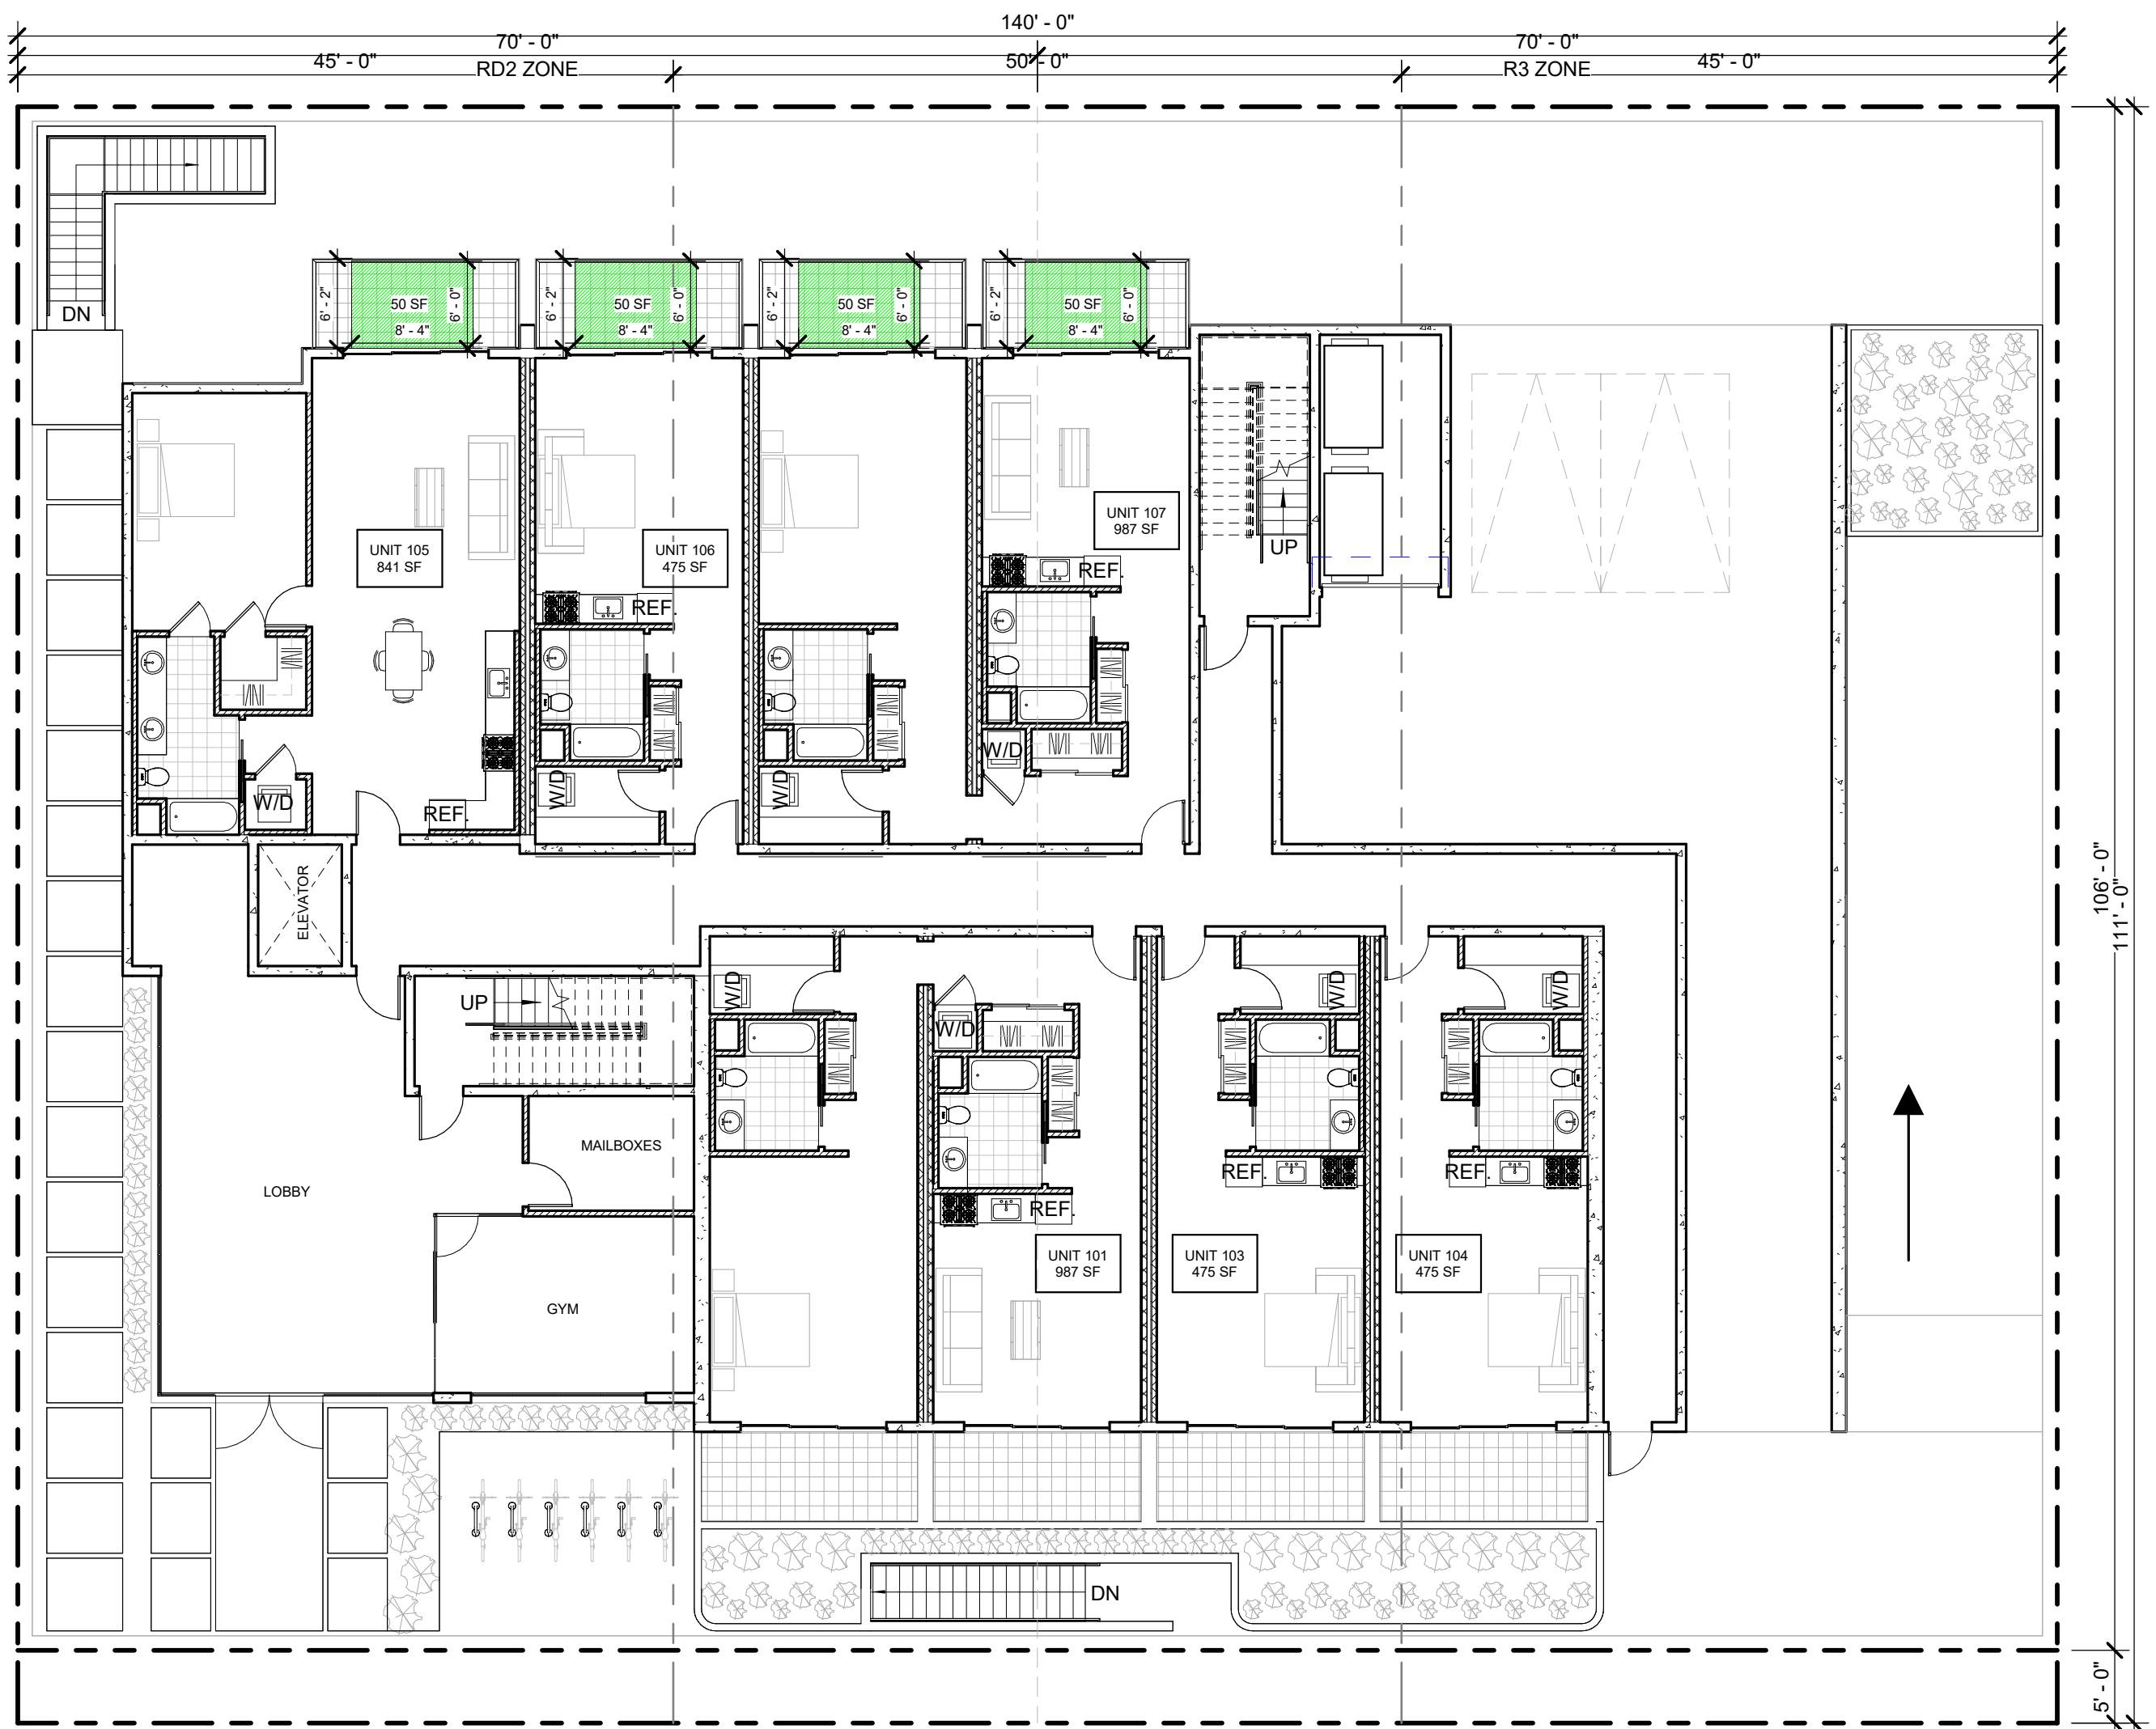 140' - 0"
70' - 0"
70' - 0"
45' - 0"
50' - 0"
45' - 0"
RD2 ZONE
R3 ZONE
DN
6' - 2"
50 SF
8' - 4"
6' - 0"
6' - 2"
50 SF
8' - 4"
6' - 0"
6' - 2"
50 SF
8' - 4"
6' - 0"
6' - 2"
50 SF
8' - 4"
6' - 0"
UNIT 105
841 SF
UNIT 106
475 SF
UNIT 107
987 SF
UP
REF.
REF.
W/D
W/D
W/D
W/D
REF.
ELEVATOR
106' - 0"
111' - 0"
UP
W/D
W/D
W/D
W/D
MAILBOXES
LOBBY
REF.
REF.
REF.
UNIT 101
987 SF
UNIT 103
475 SF
UNIT 104
475 SF
GYM
DN
5' - 0"